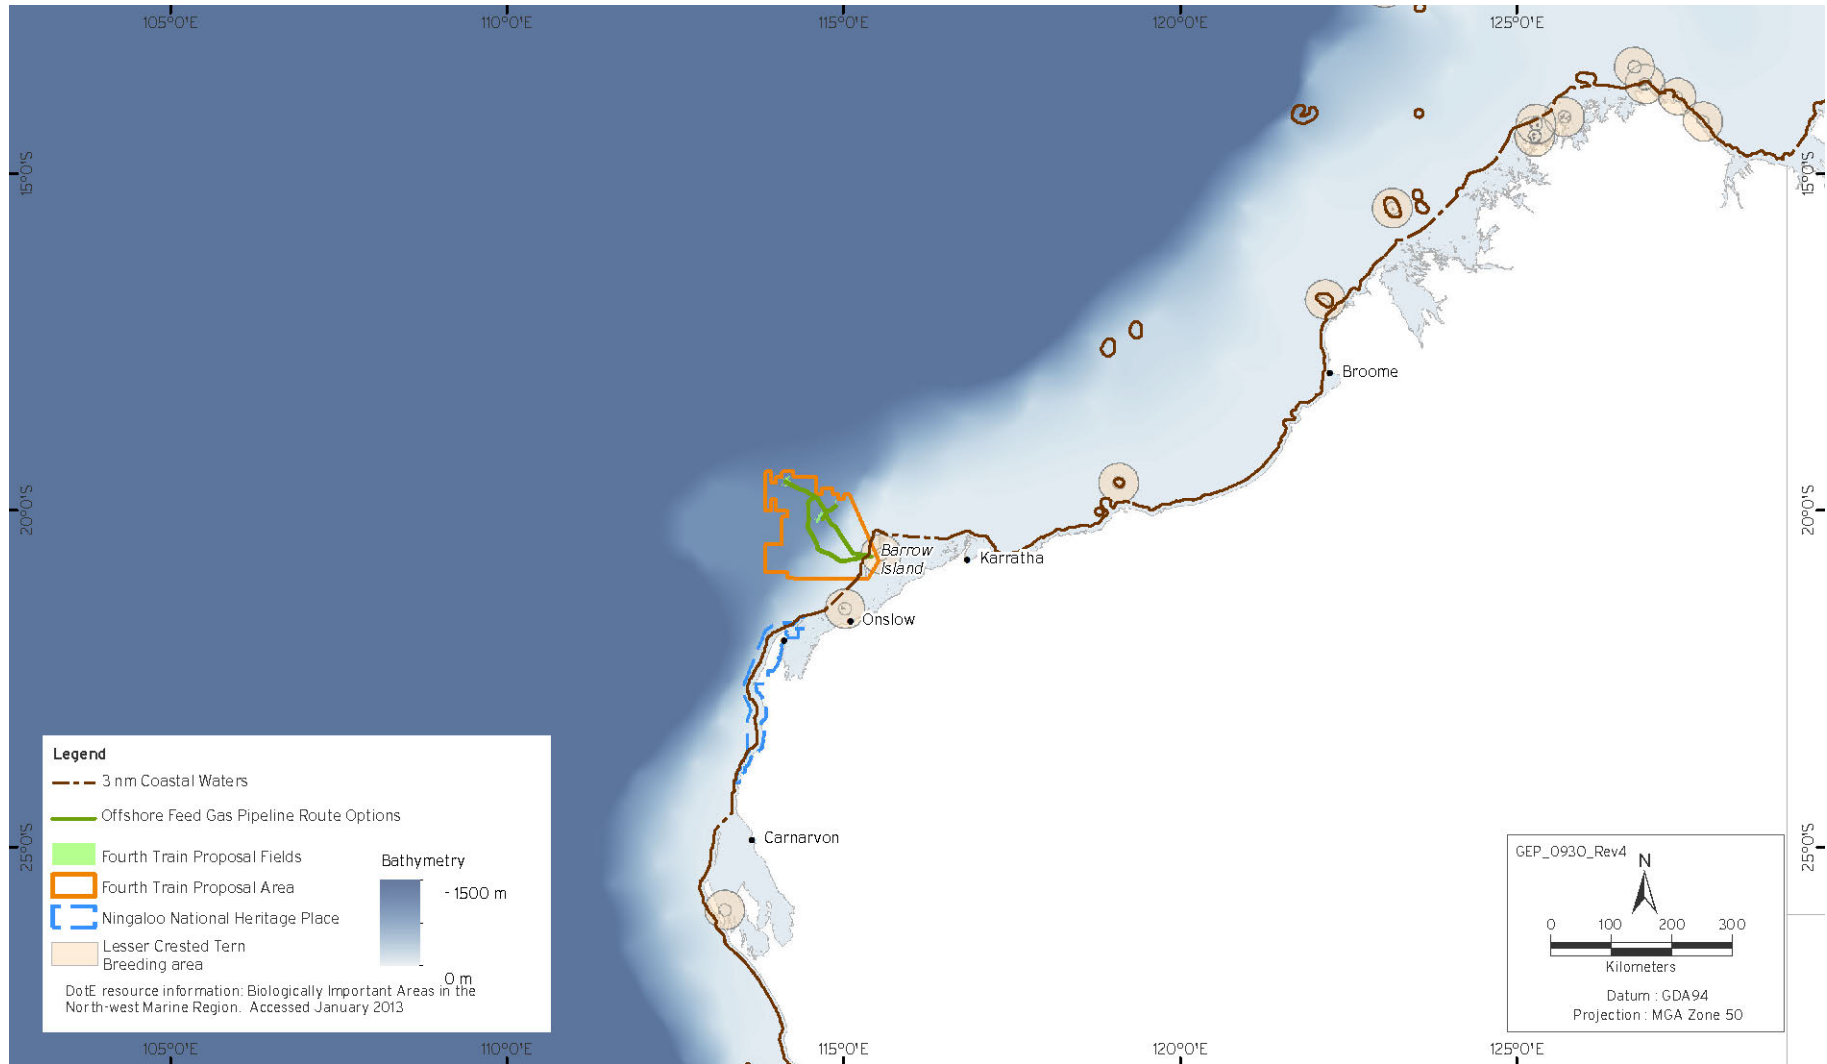 105°0'E
110°0'E
115°0'E
120°0'E
125°0'E
15°0'S
15°0'S
Broome
20°0'S
20°0'S
Barrow
Island
Karratha
Onslow
Carnarvon
25°0'S
25°0'S
Legend
3 nm Coastal Waters
Offshore Feed Gas Pipeline Route Options
Fourth Train Proposal Fields
Fourth Train Proposal Area
Ningaloo National Heritage Place
Lesser Crested Tern
Breeding area
Bathymetry
- 1500 m
0 m
DotE resource information: Biologically Important Areas in the
North-west Marine Region. Accessed January 2013
GEP_0930_Rev4
N
0 100 200 300
Kilometers
Datum : GDA94
Projection : MGA Zone 50
105°0'E
110°0'E
115°0'E
120°0'E
125°0'E